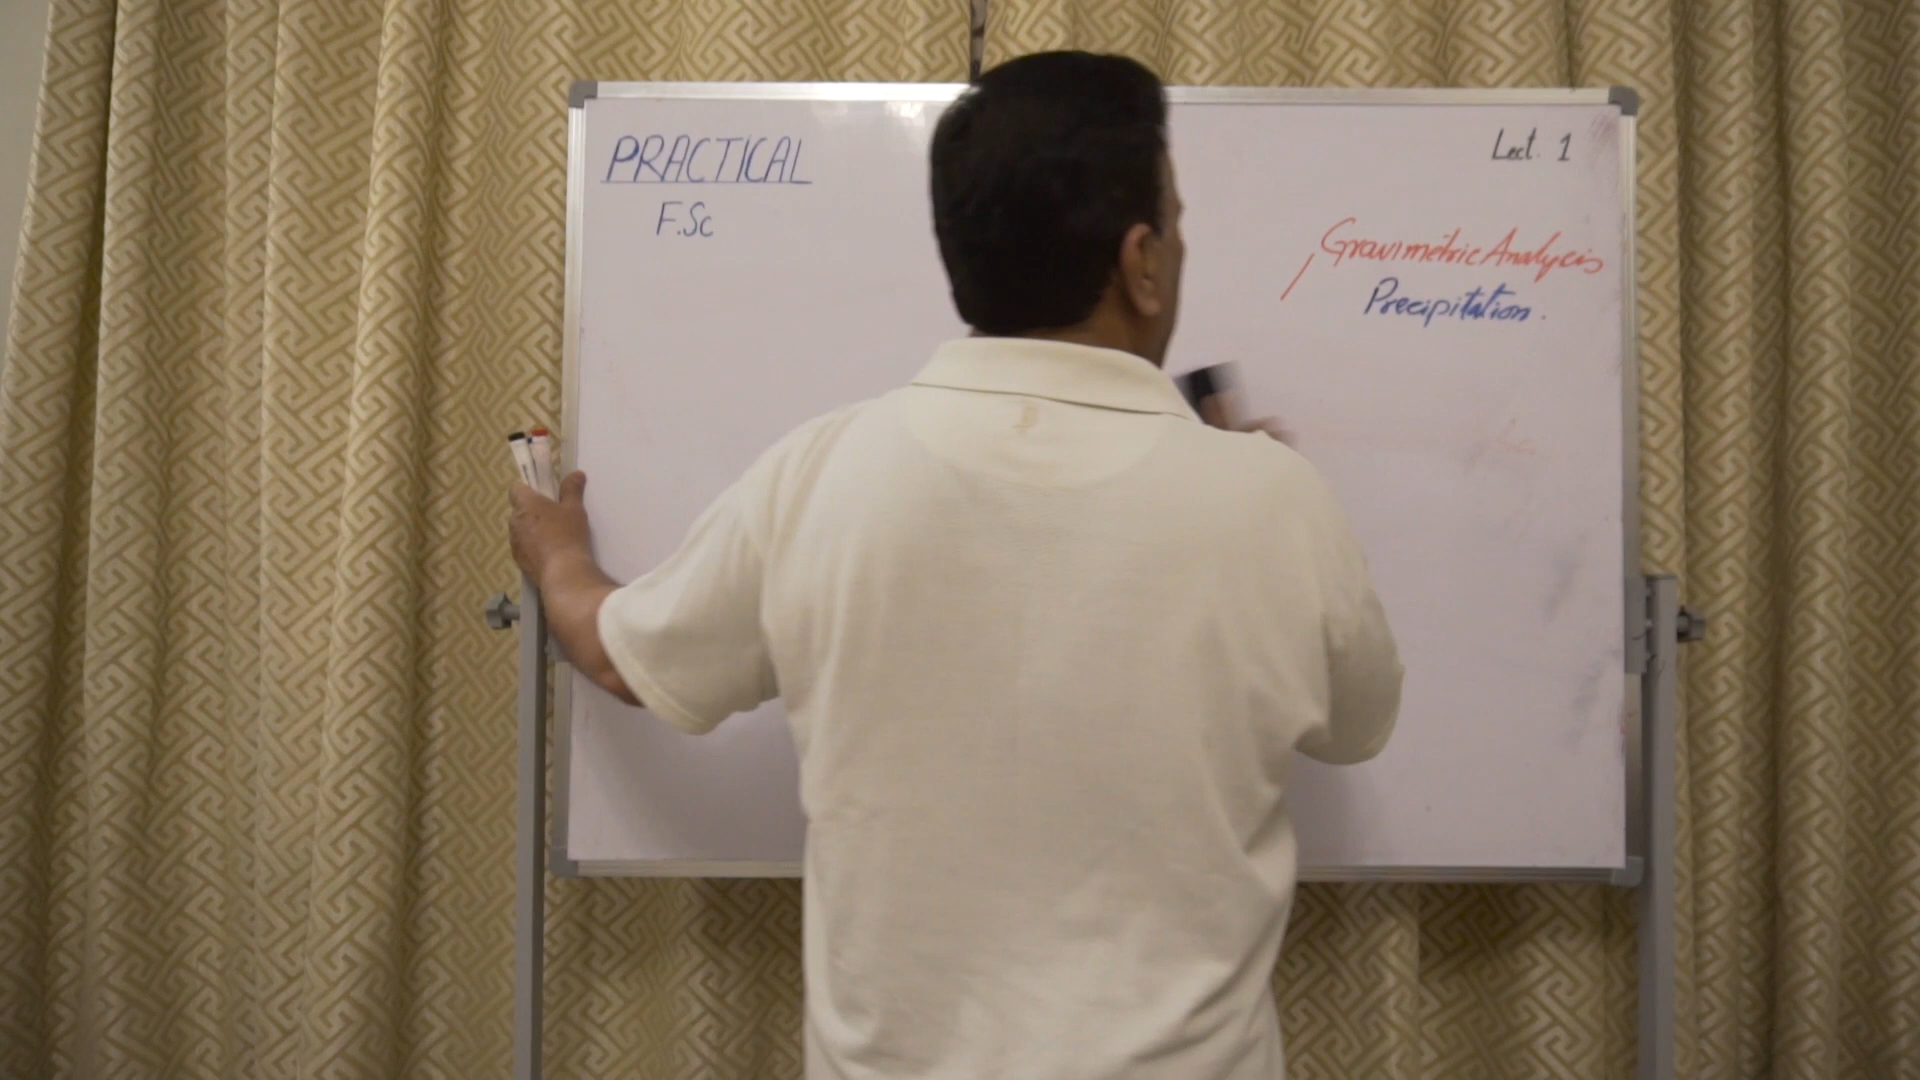 PRACTICAL
F.Sc
Lect. 1
Gravimetric Analysis
Precipitation.